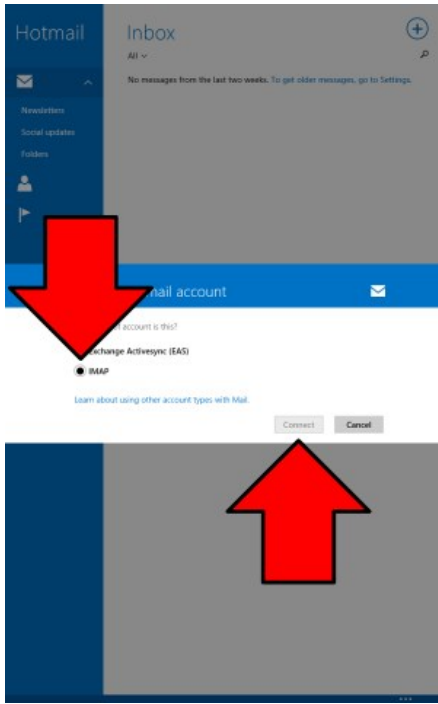 Hotmail
Inbox
All
No messages from the last two weeks. To get older messages, go to Settings.
Newsletters
Social updates
Folders
mail account
account is this?
Exchange Activesync (EAS)
IMAP
Learn about using other account types with Mail.
Connect
Cancel